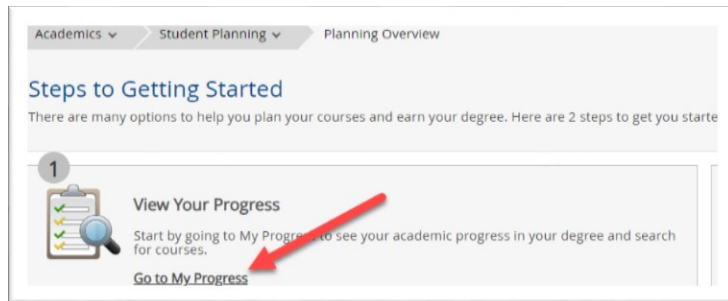 Academics Student Planning Planning Overview
Steps to Getting Started
There are many options to help you plan your courses and earn your degree. Here are 2 steps to get you starte
1
View Your Progress
Start by going to My Progress to see your academic progress in your degree and search
for courses.
Go to My Progress